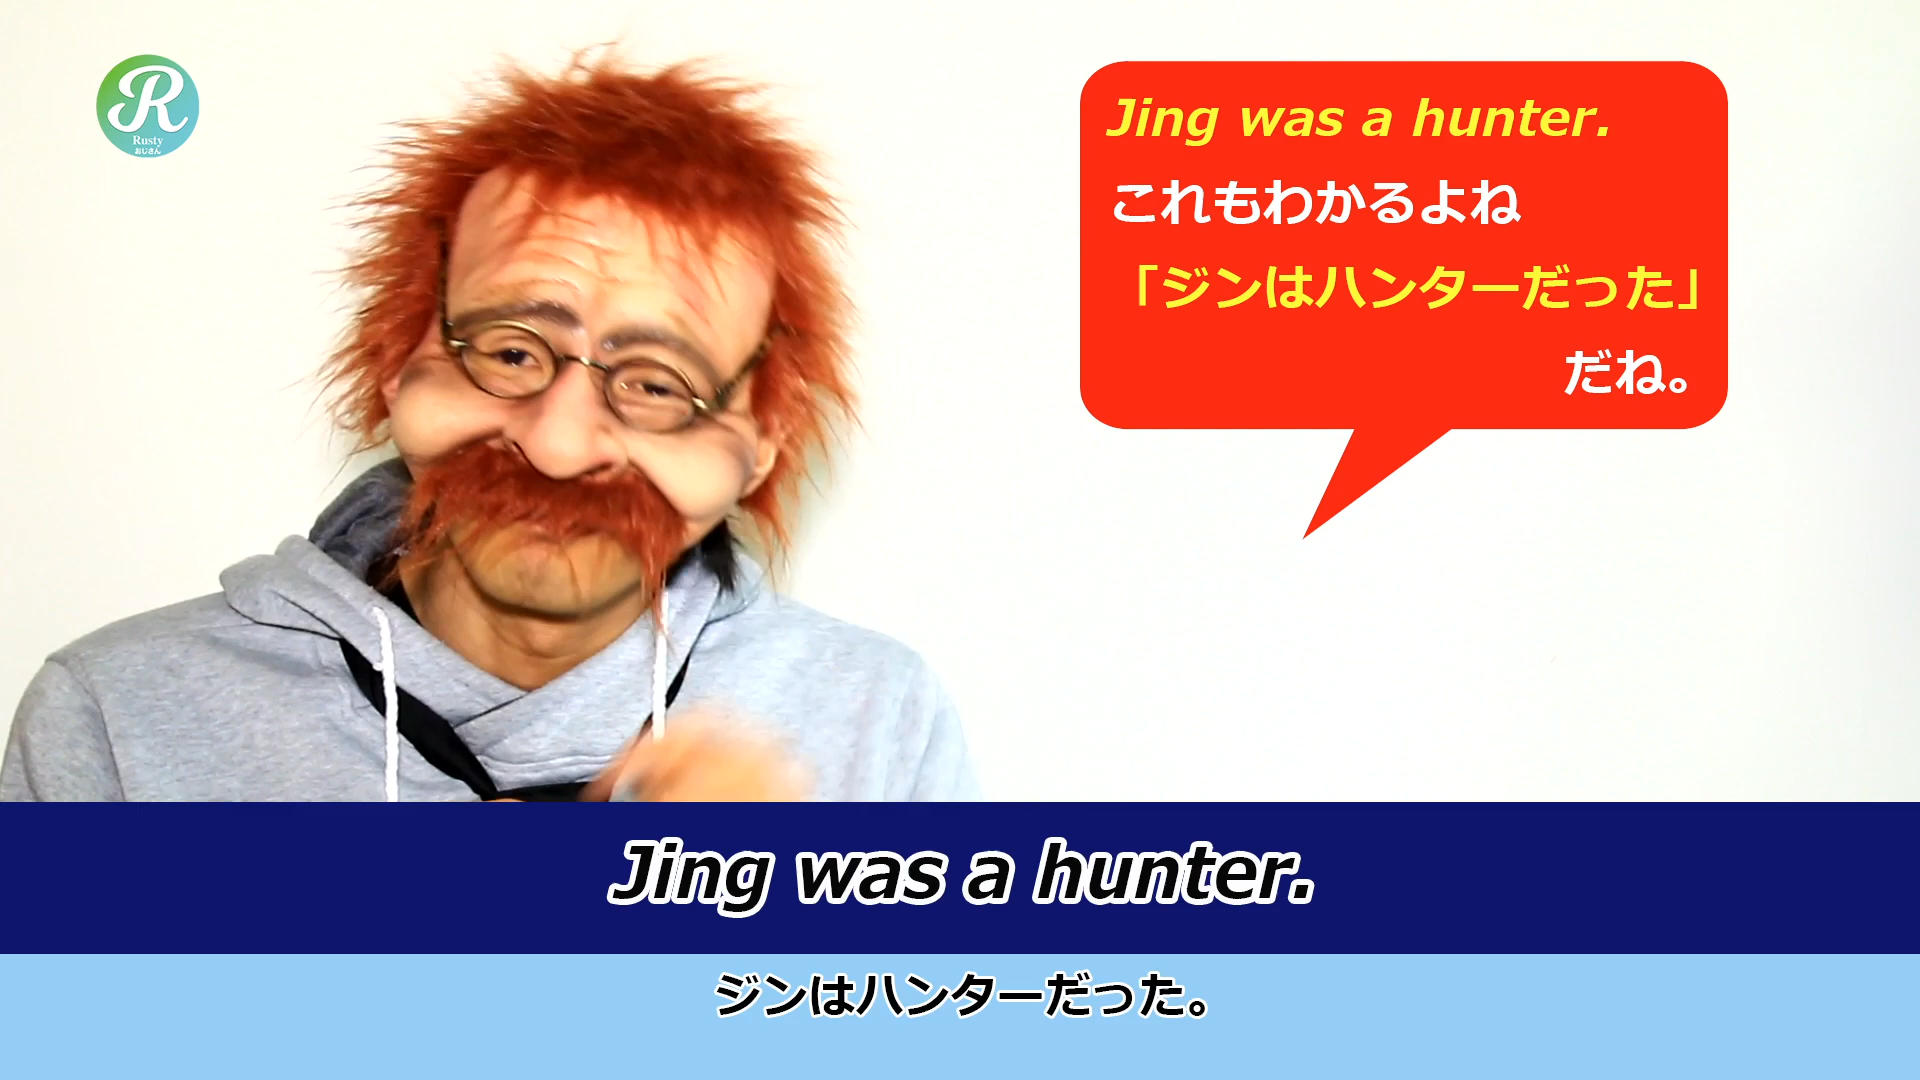 R
Rusty
おじさん
Jing was a hunter.
これもわかるよね
「ジンはハンターだった」
だね。
Jing was a hunter.
ジンはハンターだった。